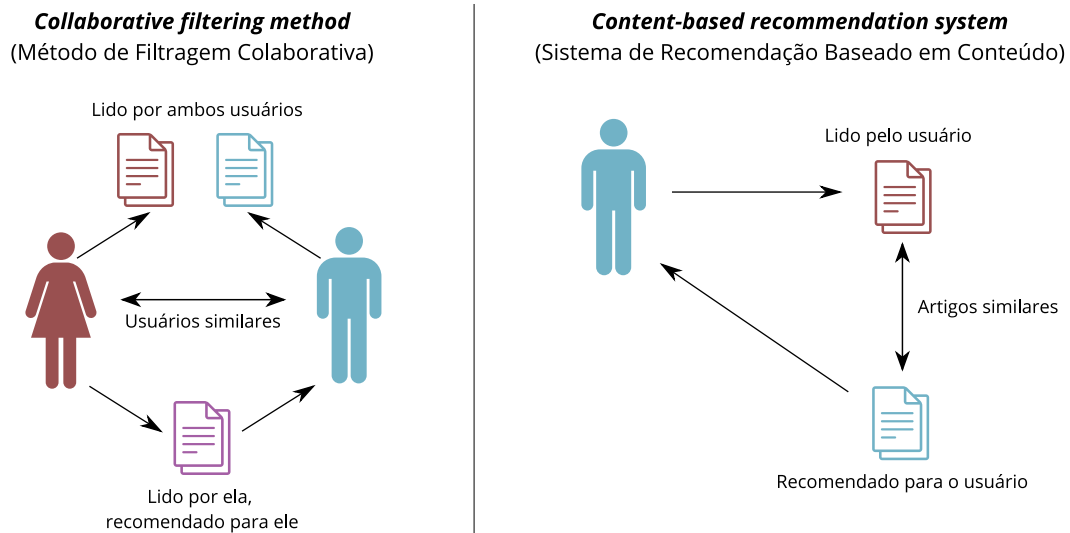 Collaborative filtering method
(Método de Filtragem Colaborativa)
Lido por ambos usuários
Usuários similares
Lido por ela,
recomendado para ele
Content-based recommendation system
(Sistema de Recomendação Baseado em Conteúdo)
Lido pelo usuário
Artigos similares
Recomendado para o usuário